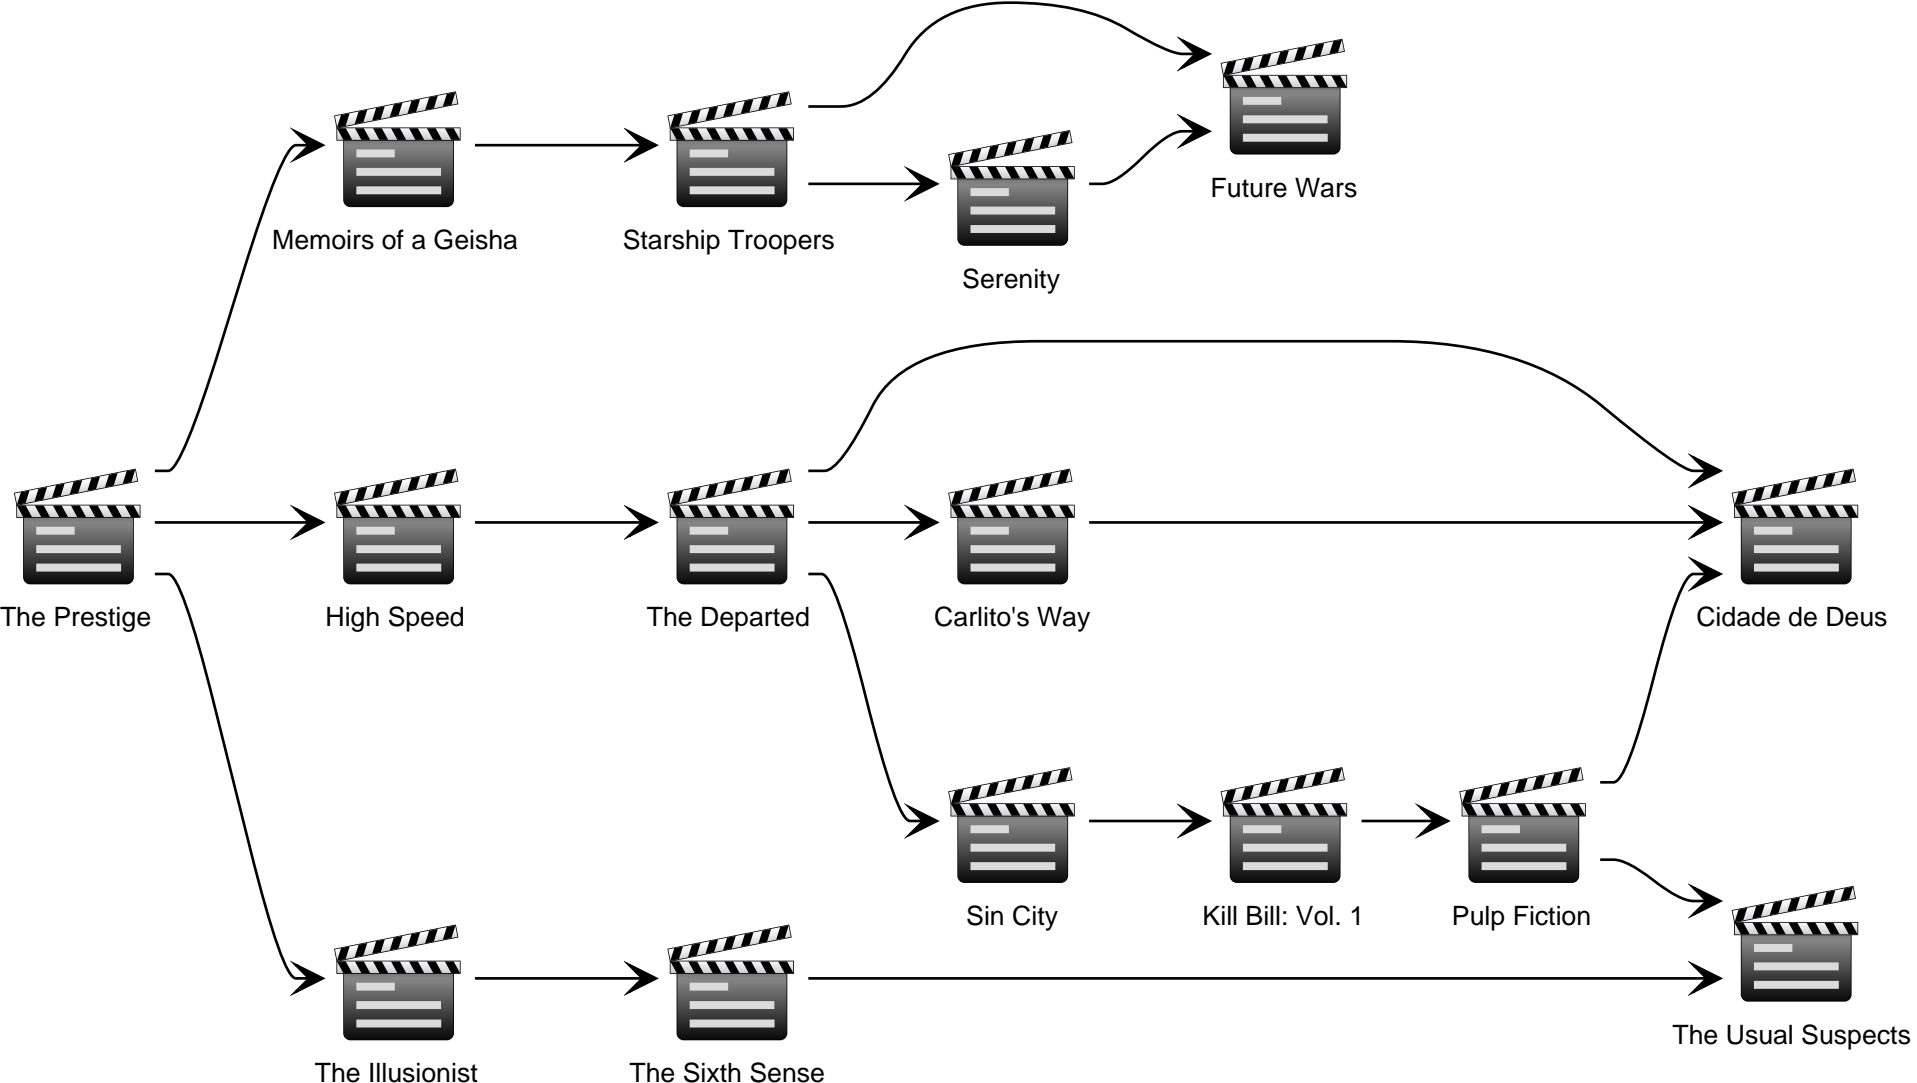 Future Wars
Memoirs of a Geisha
Starship Troopers
Serenity
The Prestige
High Speed
The Departed
Carlito's Way
Cidade de Deus
Sin City
Kill Bill: Vol. 1
Pulp Fiction
The Usual Suspects
The Illusionist
The Sixth Sense